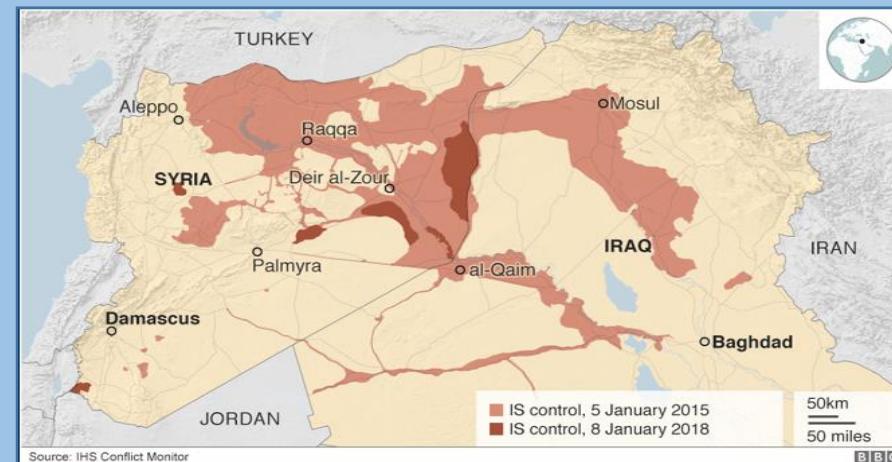 TURKEY
Aleppo
Mosul
Raqqa
SYRIA
Deir al-Zour
IRAQ
IRAN
Palmyra
al-Qaim
Damascus
Baghdad
JORDAN
IS control, 5 January 2015
IS control, 8 January 2018
50km
50 miles
Source: IHS Conflict Monitor
BBC